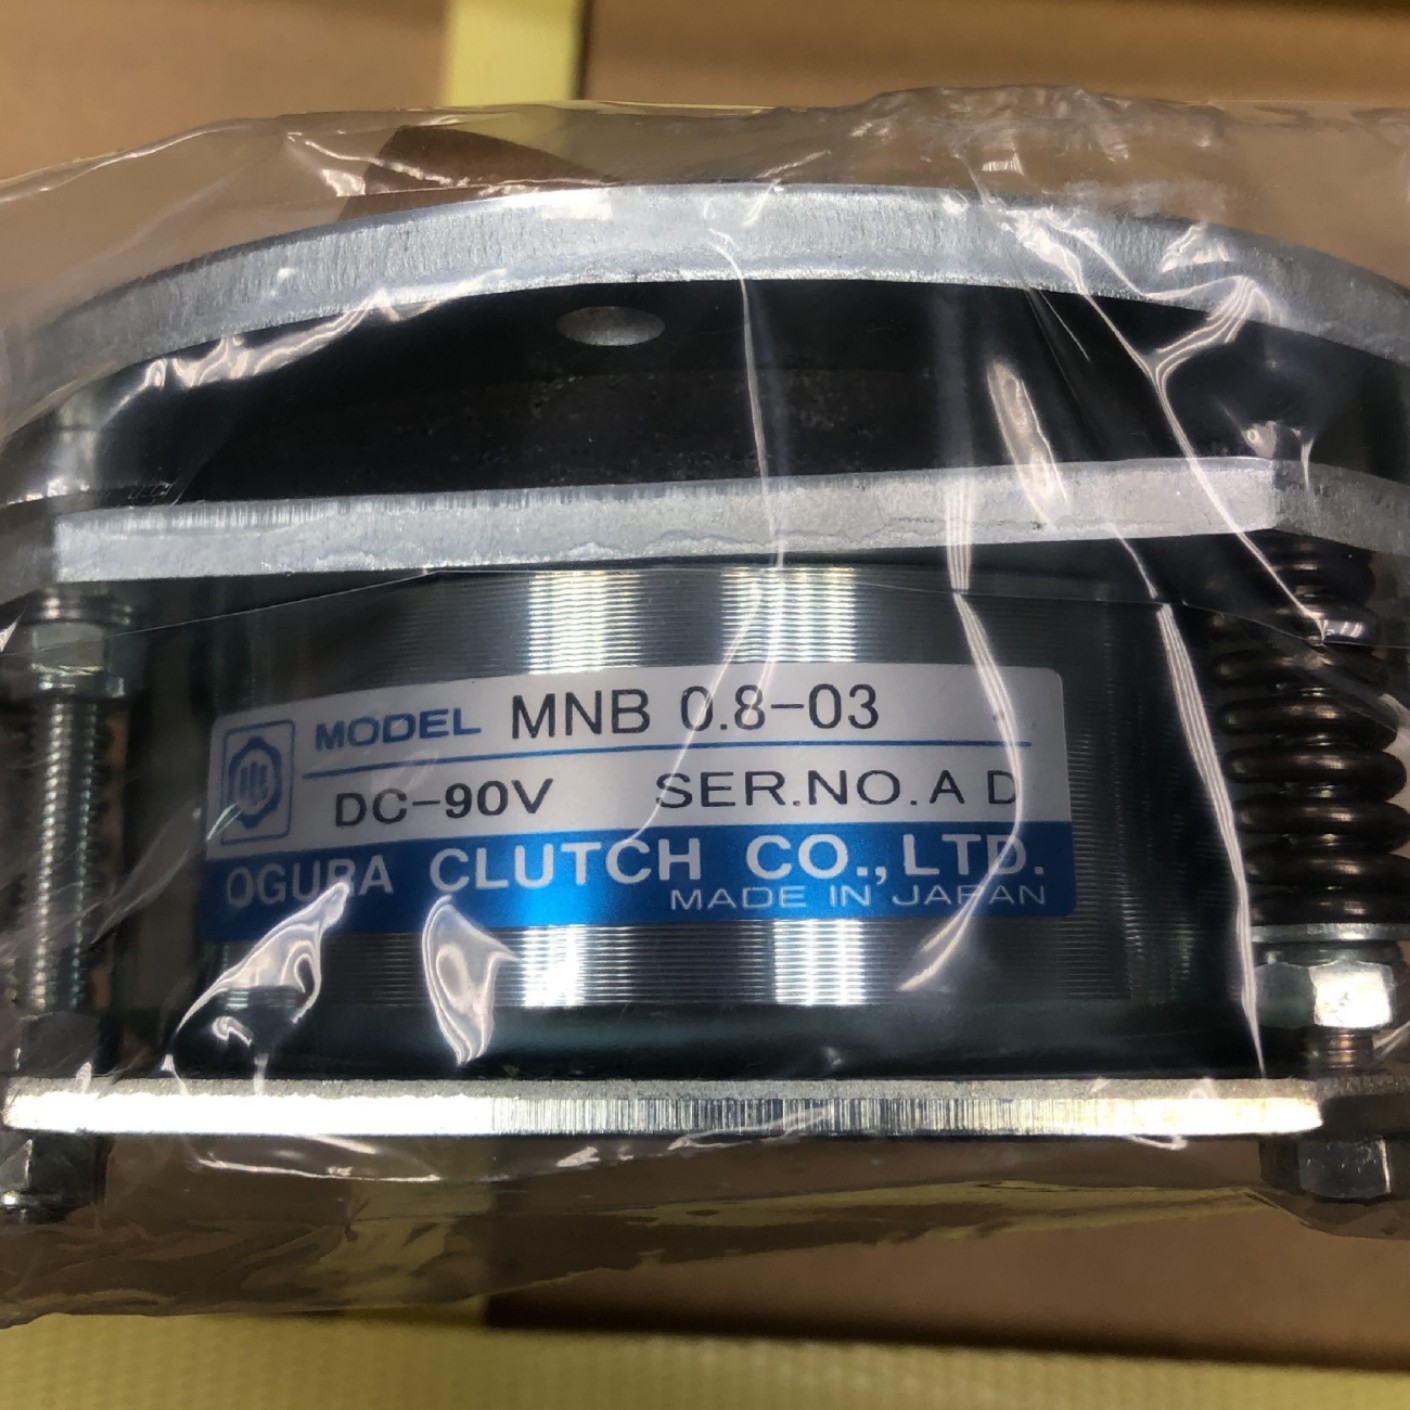 MODEL MNB 0.8-03
DC-90V SER.NO. A D
OGURA CLUTCH CO., LTD.
MADE IN JAPAN